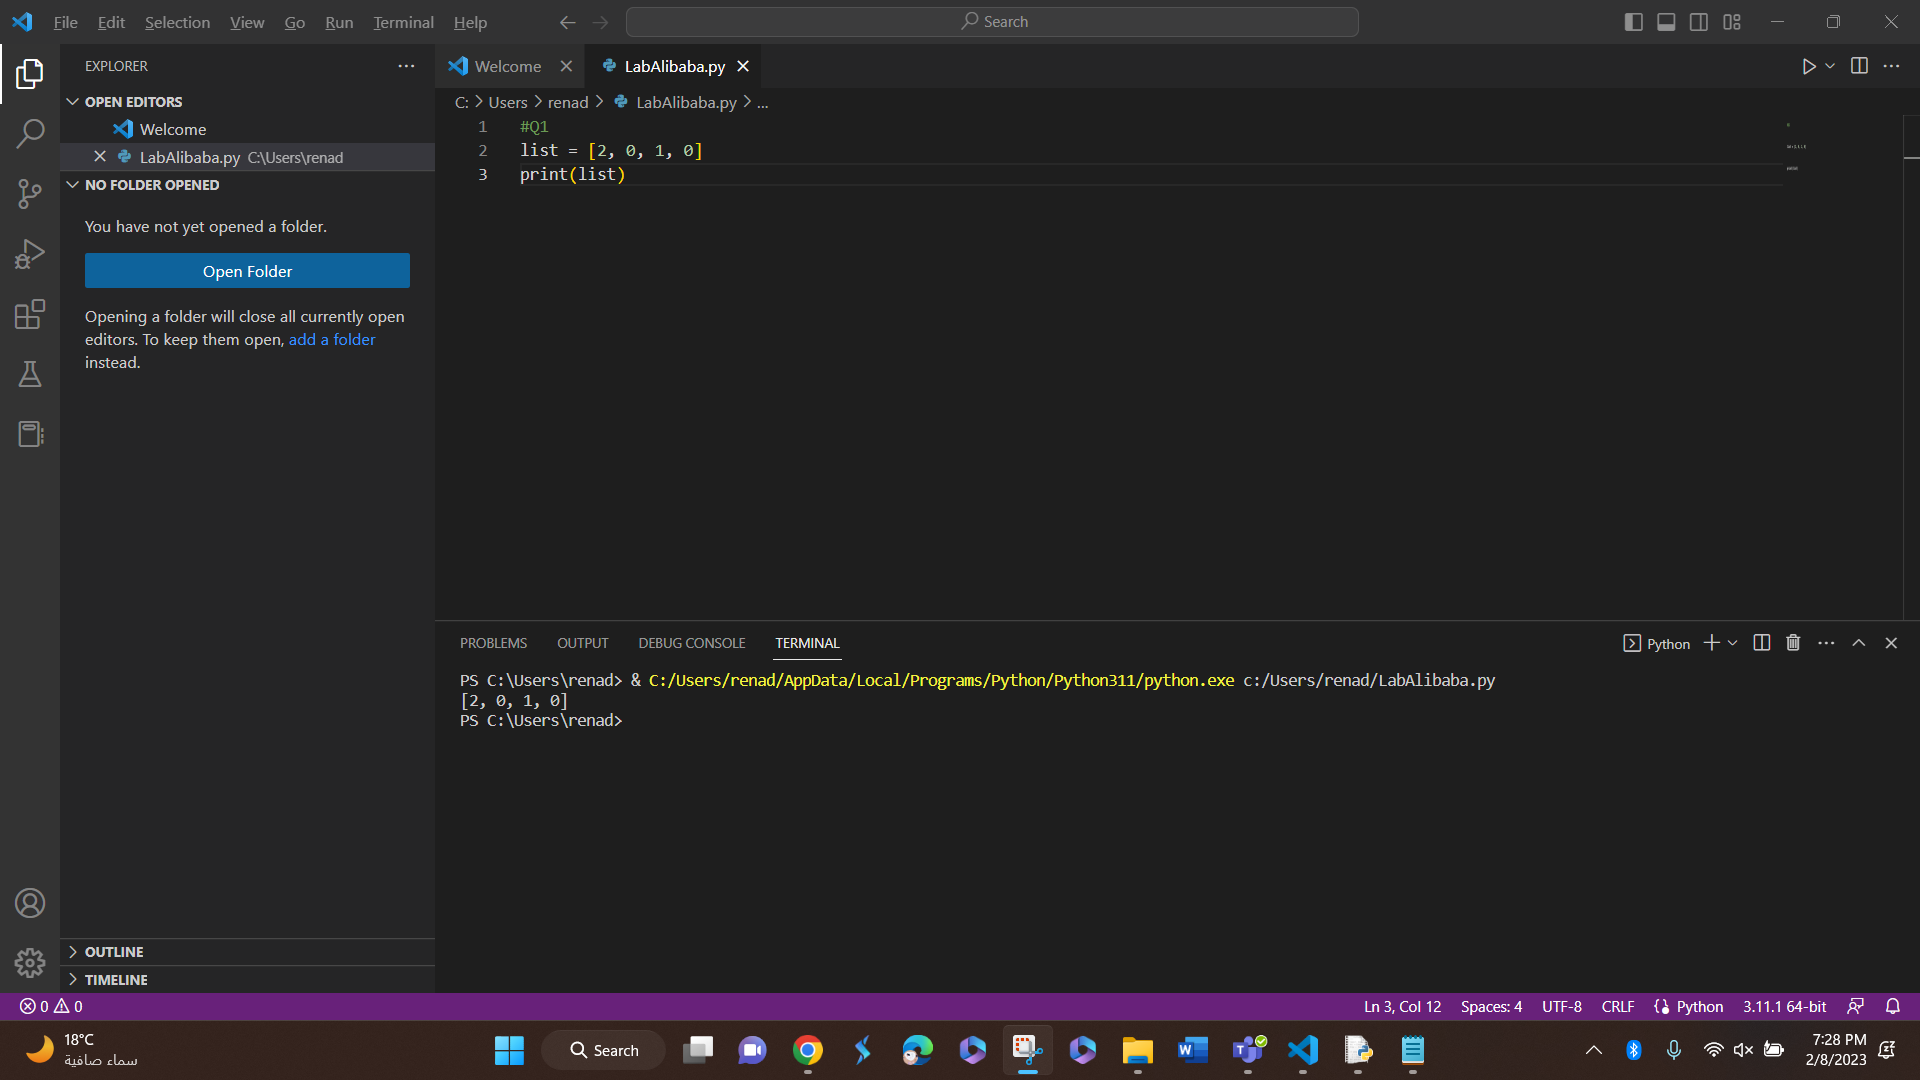 File Edit Selection View Go Run Terminal Help
Search
EXPLORER
OPEN EDITORS
Welcome
LabAlibaba.py C:\Users\renad
NO FOLDER OPENED
You have not yet opened a folder.
Open Folder
Opening a folder will close all currently open
editors. To keep them open, add a folder
instead.
OUTLINE
TIMELINE
Welcome LabAlibaba.py
C: > Users > renad > LabAlibaba.py > ...
1 #Q1
2 list = [2, 0, 1, 0]
3 print(list)
PROBLEMS OUTPUT DEBUG CONSOLE TERMINAL
Python
PS C:\Users\renad> & C:/Users/renad/AppData/Local/Programs/Python/Python311/python.exe c:/Users/renad/LabAlibaba.py
[2, 0, 1, 0]
PS C:\Users\renad>
0 0
Ln 3, Col 12 Spaces: 4 UTF-8 CRLF Python 3.11.1 64-bit
18°C
سماء صافية
Search
7:28 PM
2/8/2023